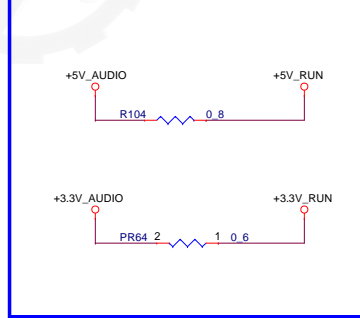 +5V_AUDIO +5V_RUN
R104 0_8
+3.3V_AUDIO +3.3V_RUN
PR64 2 1 0_6